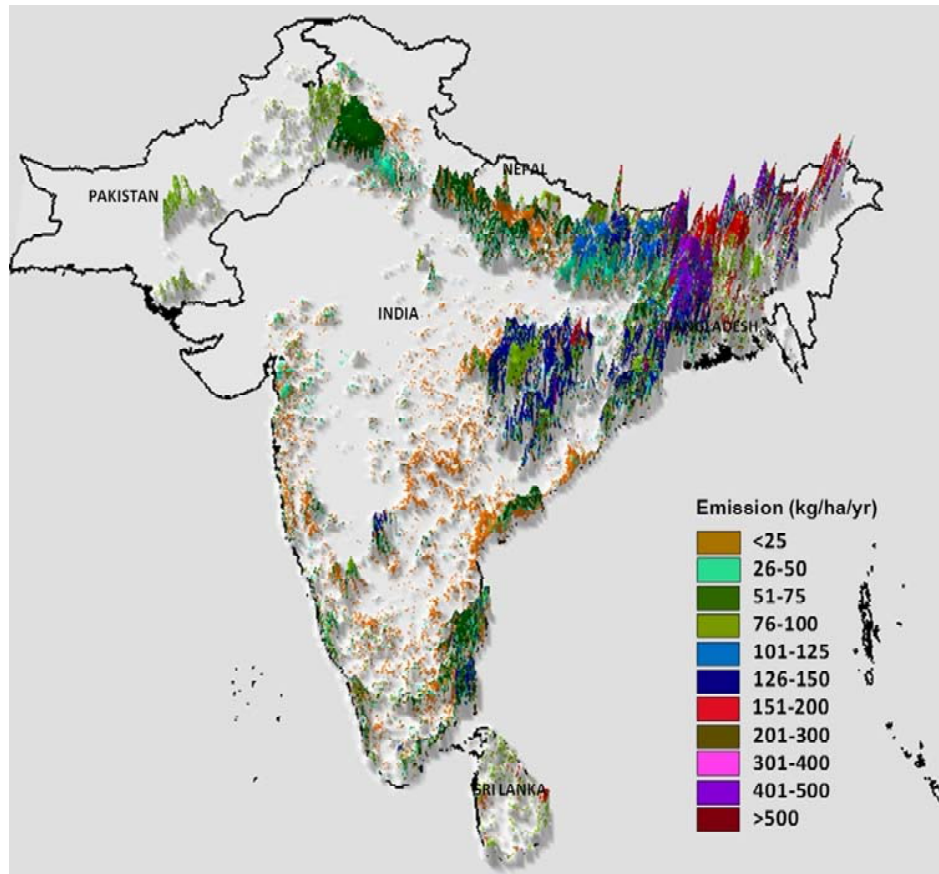 NEPAL
PAKISTAN
INDIA
BANGLADESH
Emission (kg/ha/yr)
<25
26-50
51-75
76-100
101-125
126-150
151-200
201-300
301-400
401-500
>500
SRI LANKA